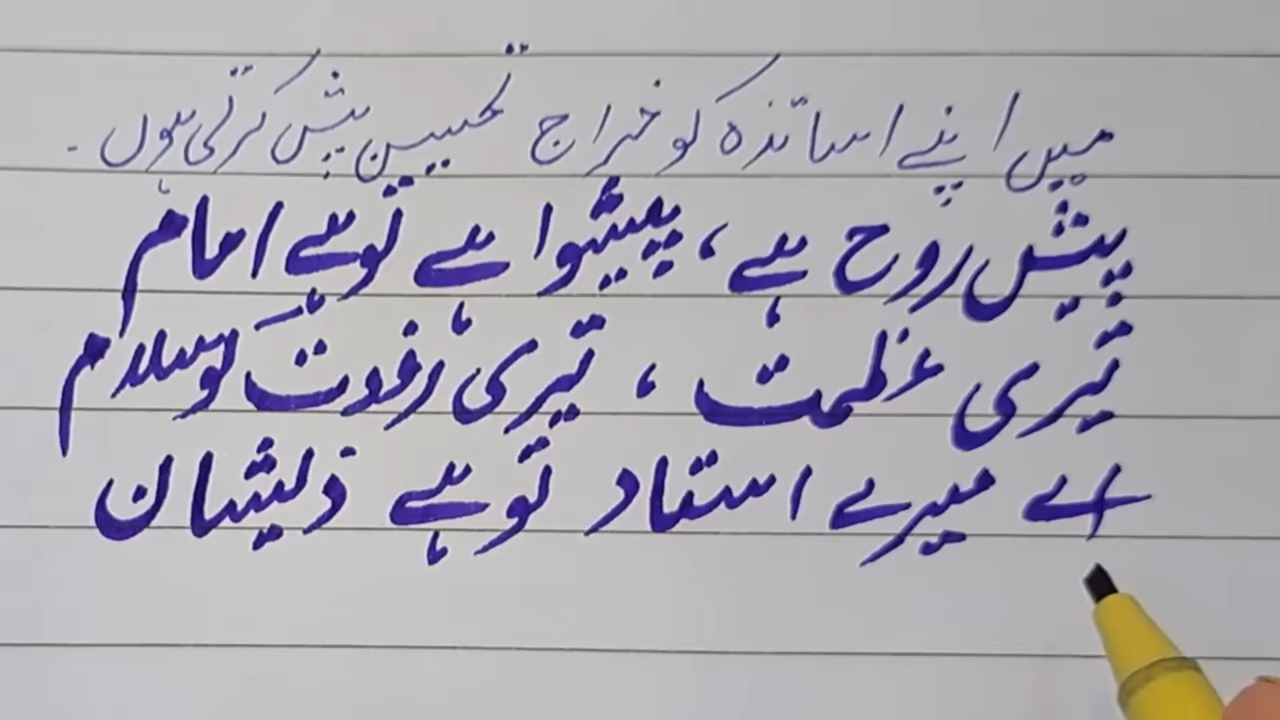 میں اپنے اساتذہ کو خراج تحسین پیش کرتی ہوں۔
پیش روح ہے، پیشوا ہے تو ہے امام
تیری عظمت، تیری رفعت کو سلام
اے میرے استاد تو ہے ذیشان